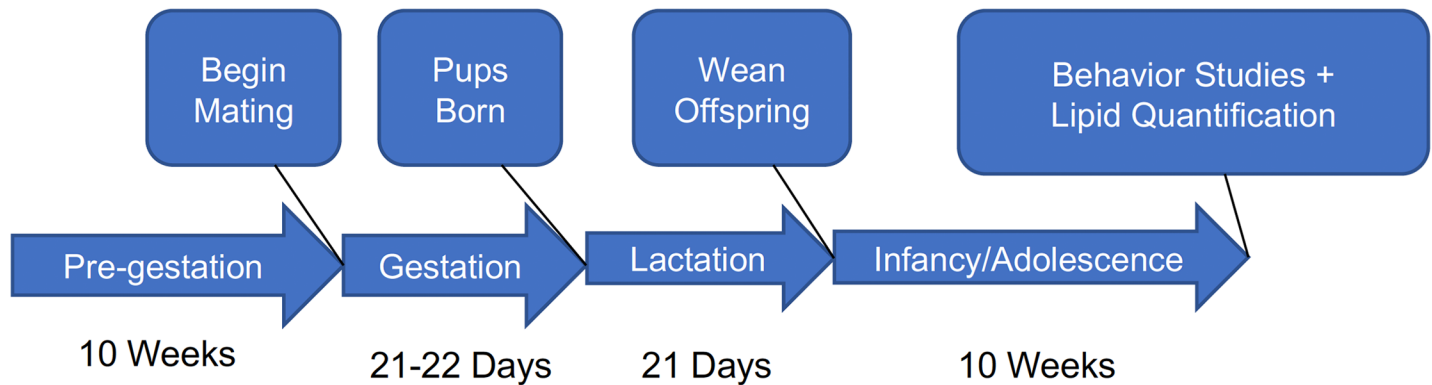 Begin
Mating
Pups
Born
Wean
Offspring
Behavior Studies +
Lipid Quantification
Pre-gestation
Gestation
Lactation
Infancy/Adolescence
10 Weeks
21-22 Days
21 Days
10 Weeks